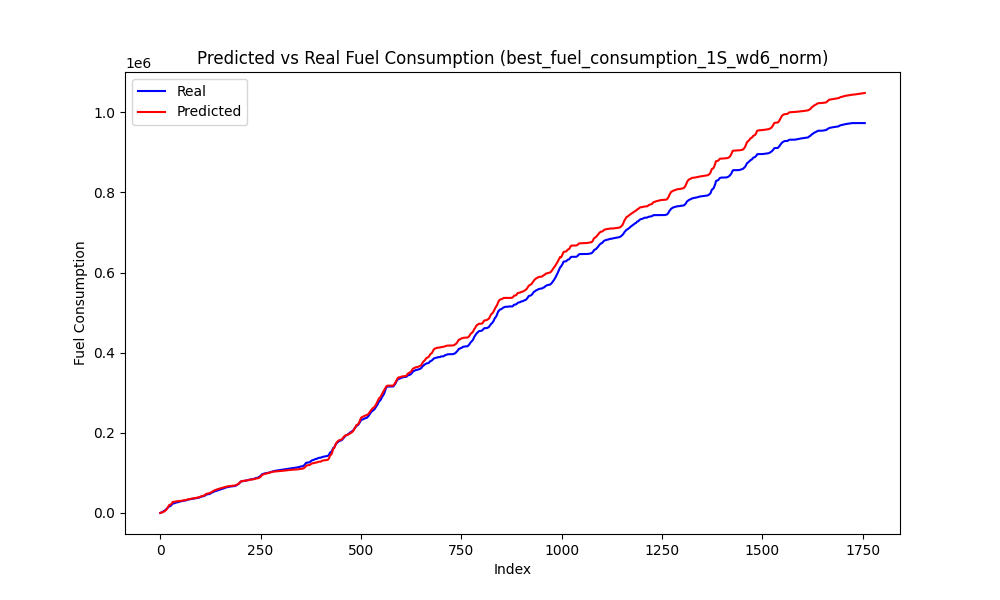 Predicted vs Real Fuel Consumption (best_fuel_consumption_1S_wd6_norm)
1e6
Real
Predicted
1.0
0.8
0.6
0.4
0.2
0.0
Fuel Consumption
0 250 500 750 1000 1250 1500 1750
Index